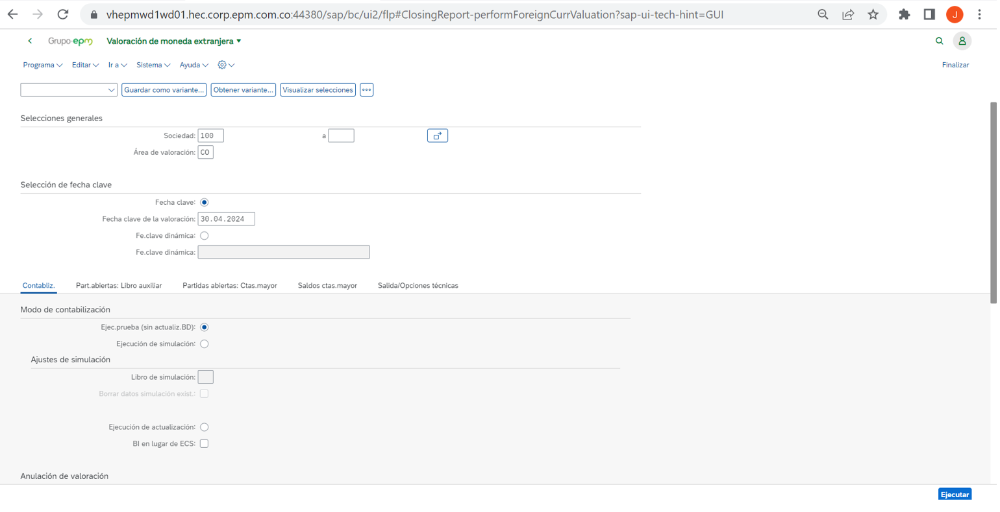 vhepmwd1wd01.hec.corp.epm.com.co:44380/sap/bc/ui2/flp#ClosingReport-performForeignCurrValuation?sap-ui-tech-hint=GUI
J
Grupo·epm Valoración de moneda extranjera
Programa Editar Ir a Sistema Ayuda Finalizar
Guardar como variante... Obtener variante... Visualizar selecciones
Selecciones generales
Sociedad: 100 a
Área de valoración: CO
Selección de fecha clave
Fecha clave:
Fecha clave de la valoración: 30.04.2024
Fe.clave dinámica:
Fe.clave dinámica:
Contabliz. Part.abiertas: Libro auxiliar Partidas abiertas: Ctas.mayor Saldos ctas.mayor Salida/Opciones técnicas
Modo de contabilización
Ejec.prueba (sin actualiz.BD):
Ejecución de simulación:
Ajustes de simulación
Libro de simulación:
Borrar datos simulación exist.:
Ejecución de actualización:
BI en lugar de ECS:
Anulación de valoración
Ejecutar